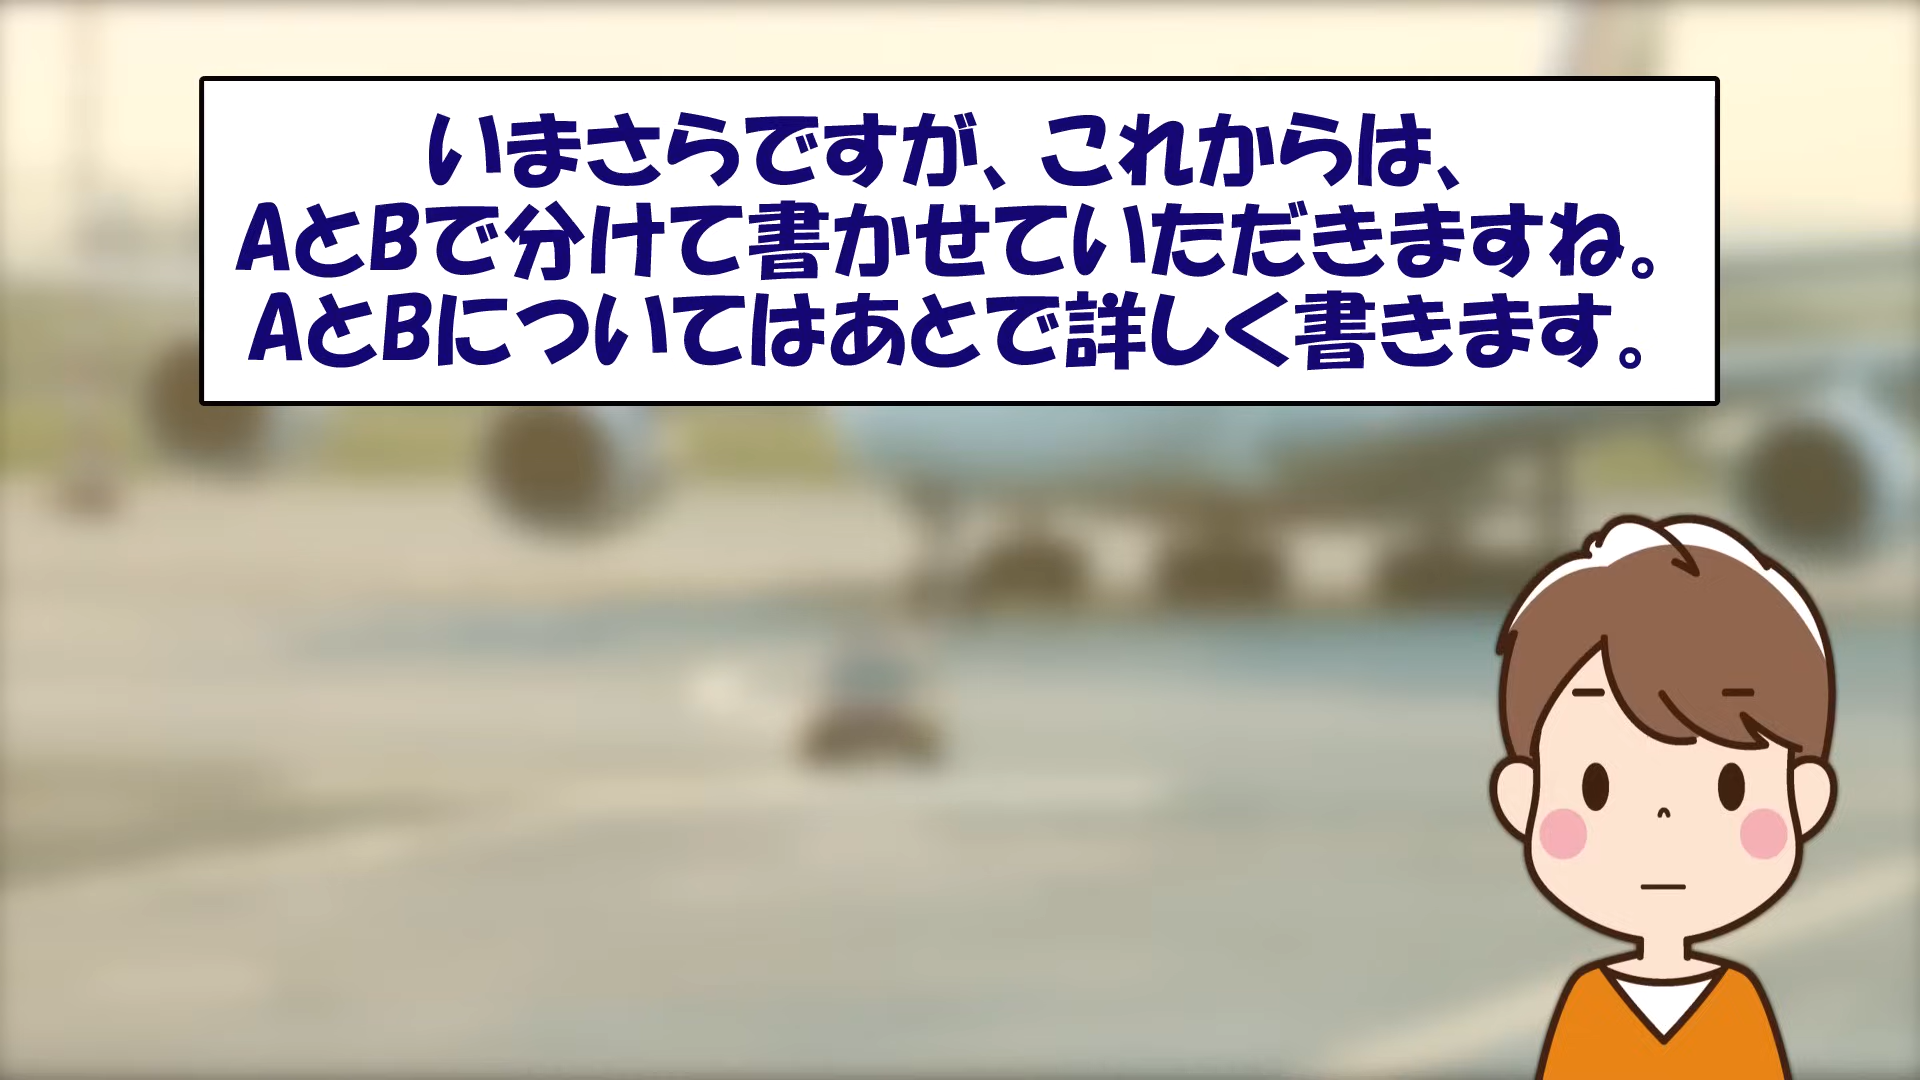 いまさらですが、これからは、
AとBで分けて書かせていただきますね。
AとBについてはあとで詳しく書きます。